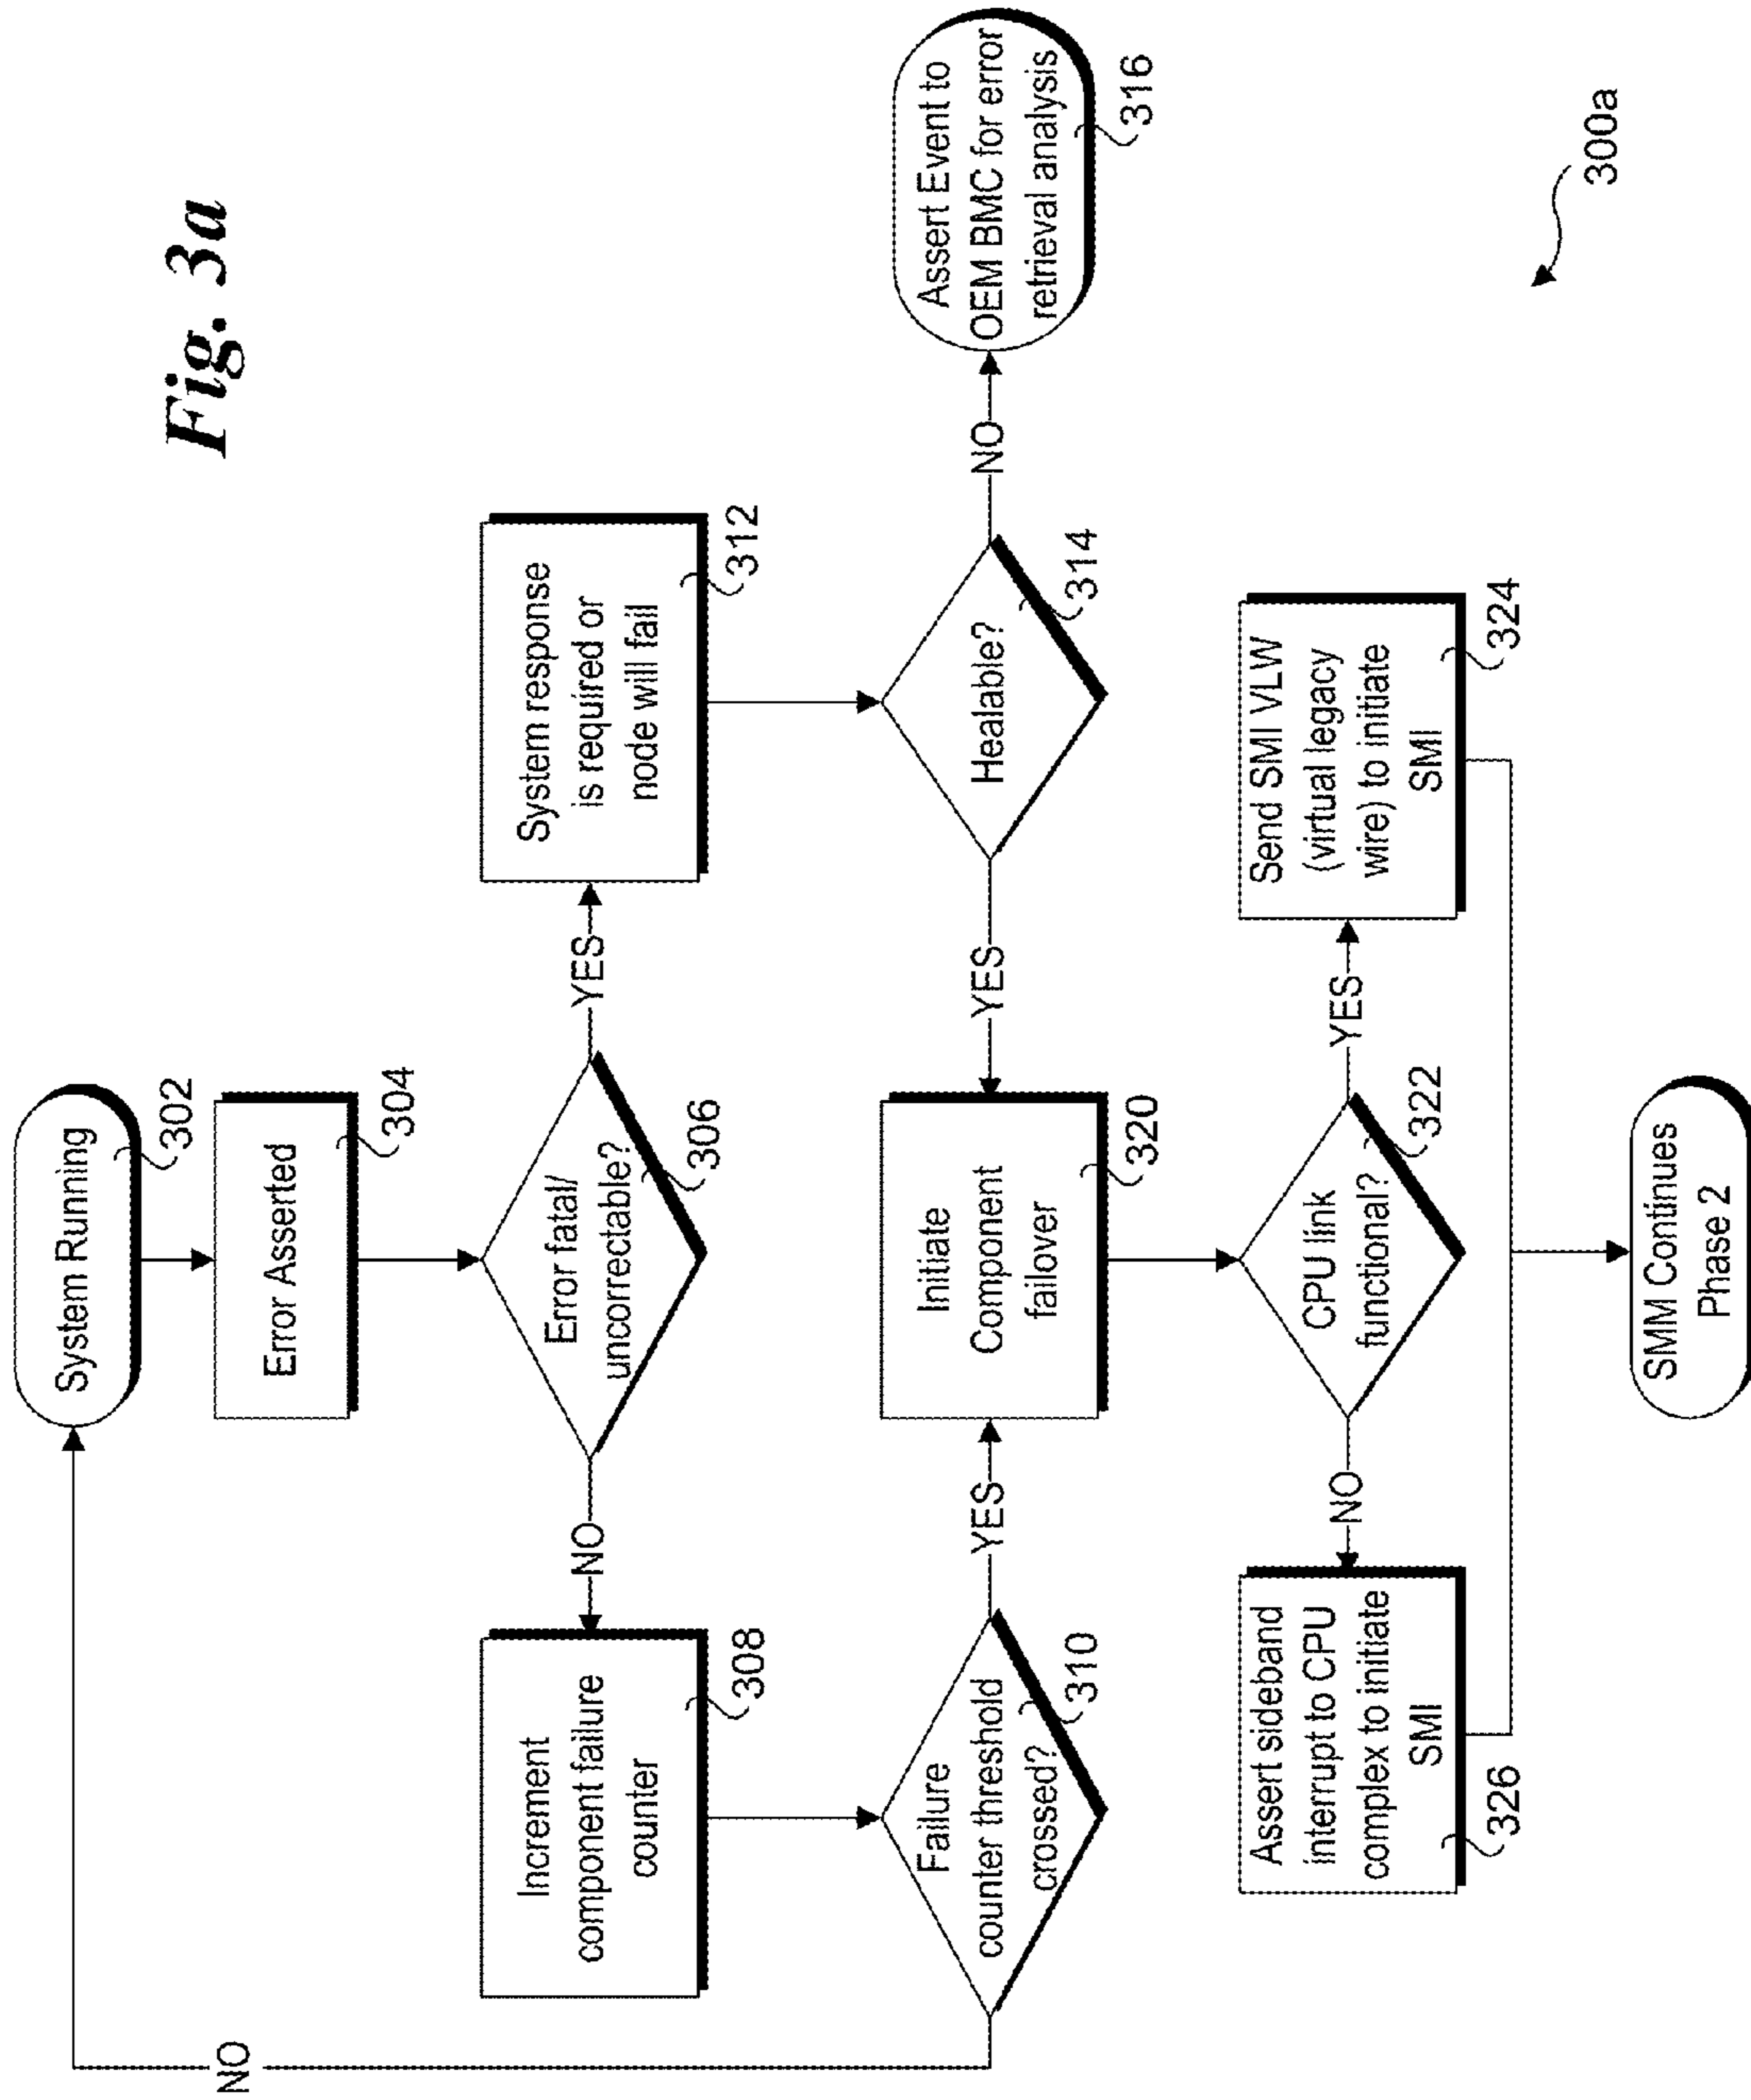 Fig. 3a
System Running
302
Error Asserted
304
Error fatal/
uncorrectable?
306
NO
YES
Increment
component failure
counter
308
System response
is required or
node will fail
312
Failure
counter threshold
crossed?
310
NO
YES
Initiate
Component
failover
320
YES
Healable?
314
NO
Assert Event to
OEM BMC for error
retrieval analysis
316
CPU link
functional?
322
NO
YES
Assert sideband
interrupt to CPU
complex to initiate
SMI
326
Send SMI VLW
(virtual legacy
wire) to initiate
SMI
324
SMM Continues
Phase 2
300a